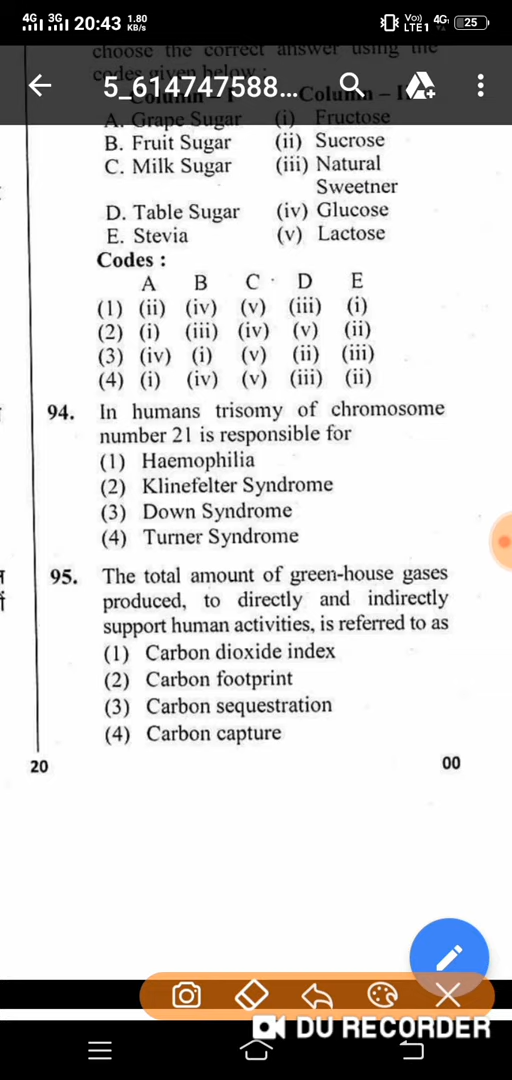 4G 3G 20:43 1.80 KB/s Vo)) LTE1 4G 25
choose the correct answer using the
codes given below :
5_614747588...
Column – I Column – I
A. Grape Sugar (i) Fructose
B. Fruit Sugar (ii) Sucrose
C. Milk Sugar (iii) Natural
Sweetner
D. Table Sugar (iv) Glucose
E. Stevia (v) Lactose
Codes :
A B C D E
(1) (ii) (iv) (v) (iii) (i)
(2) (i) (iii) (iv) (v) (ii)
(3) (iv) (i) (v) (ii) (iii)
(4) (i) (iv) (v) (iii) (ii)
94. In humans trisomy of chromosome
number 21 is responsible for
(1) Haemophilia
(2) Klinefelter Syndrome
(3) Down Syndrome
(4) Turner Syndrome
95. The total amount of green-house gases
produced, to directly and indirectly
support human activities, is referred to as
(1) Carbon dioxide index
(2) Carbon footprint
(3) Carbon sequestration
(4) Carbon capture
20 00
DU RECORDER